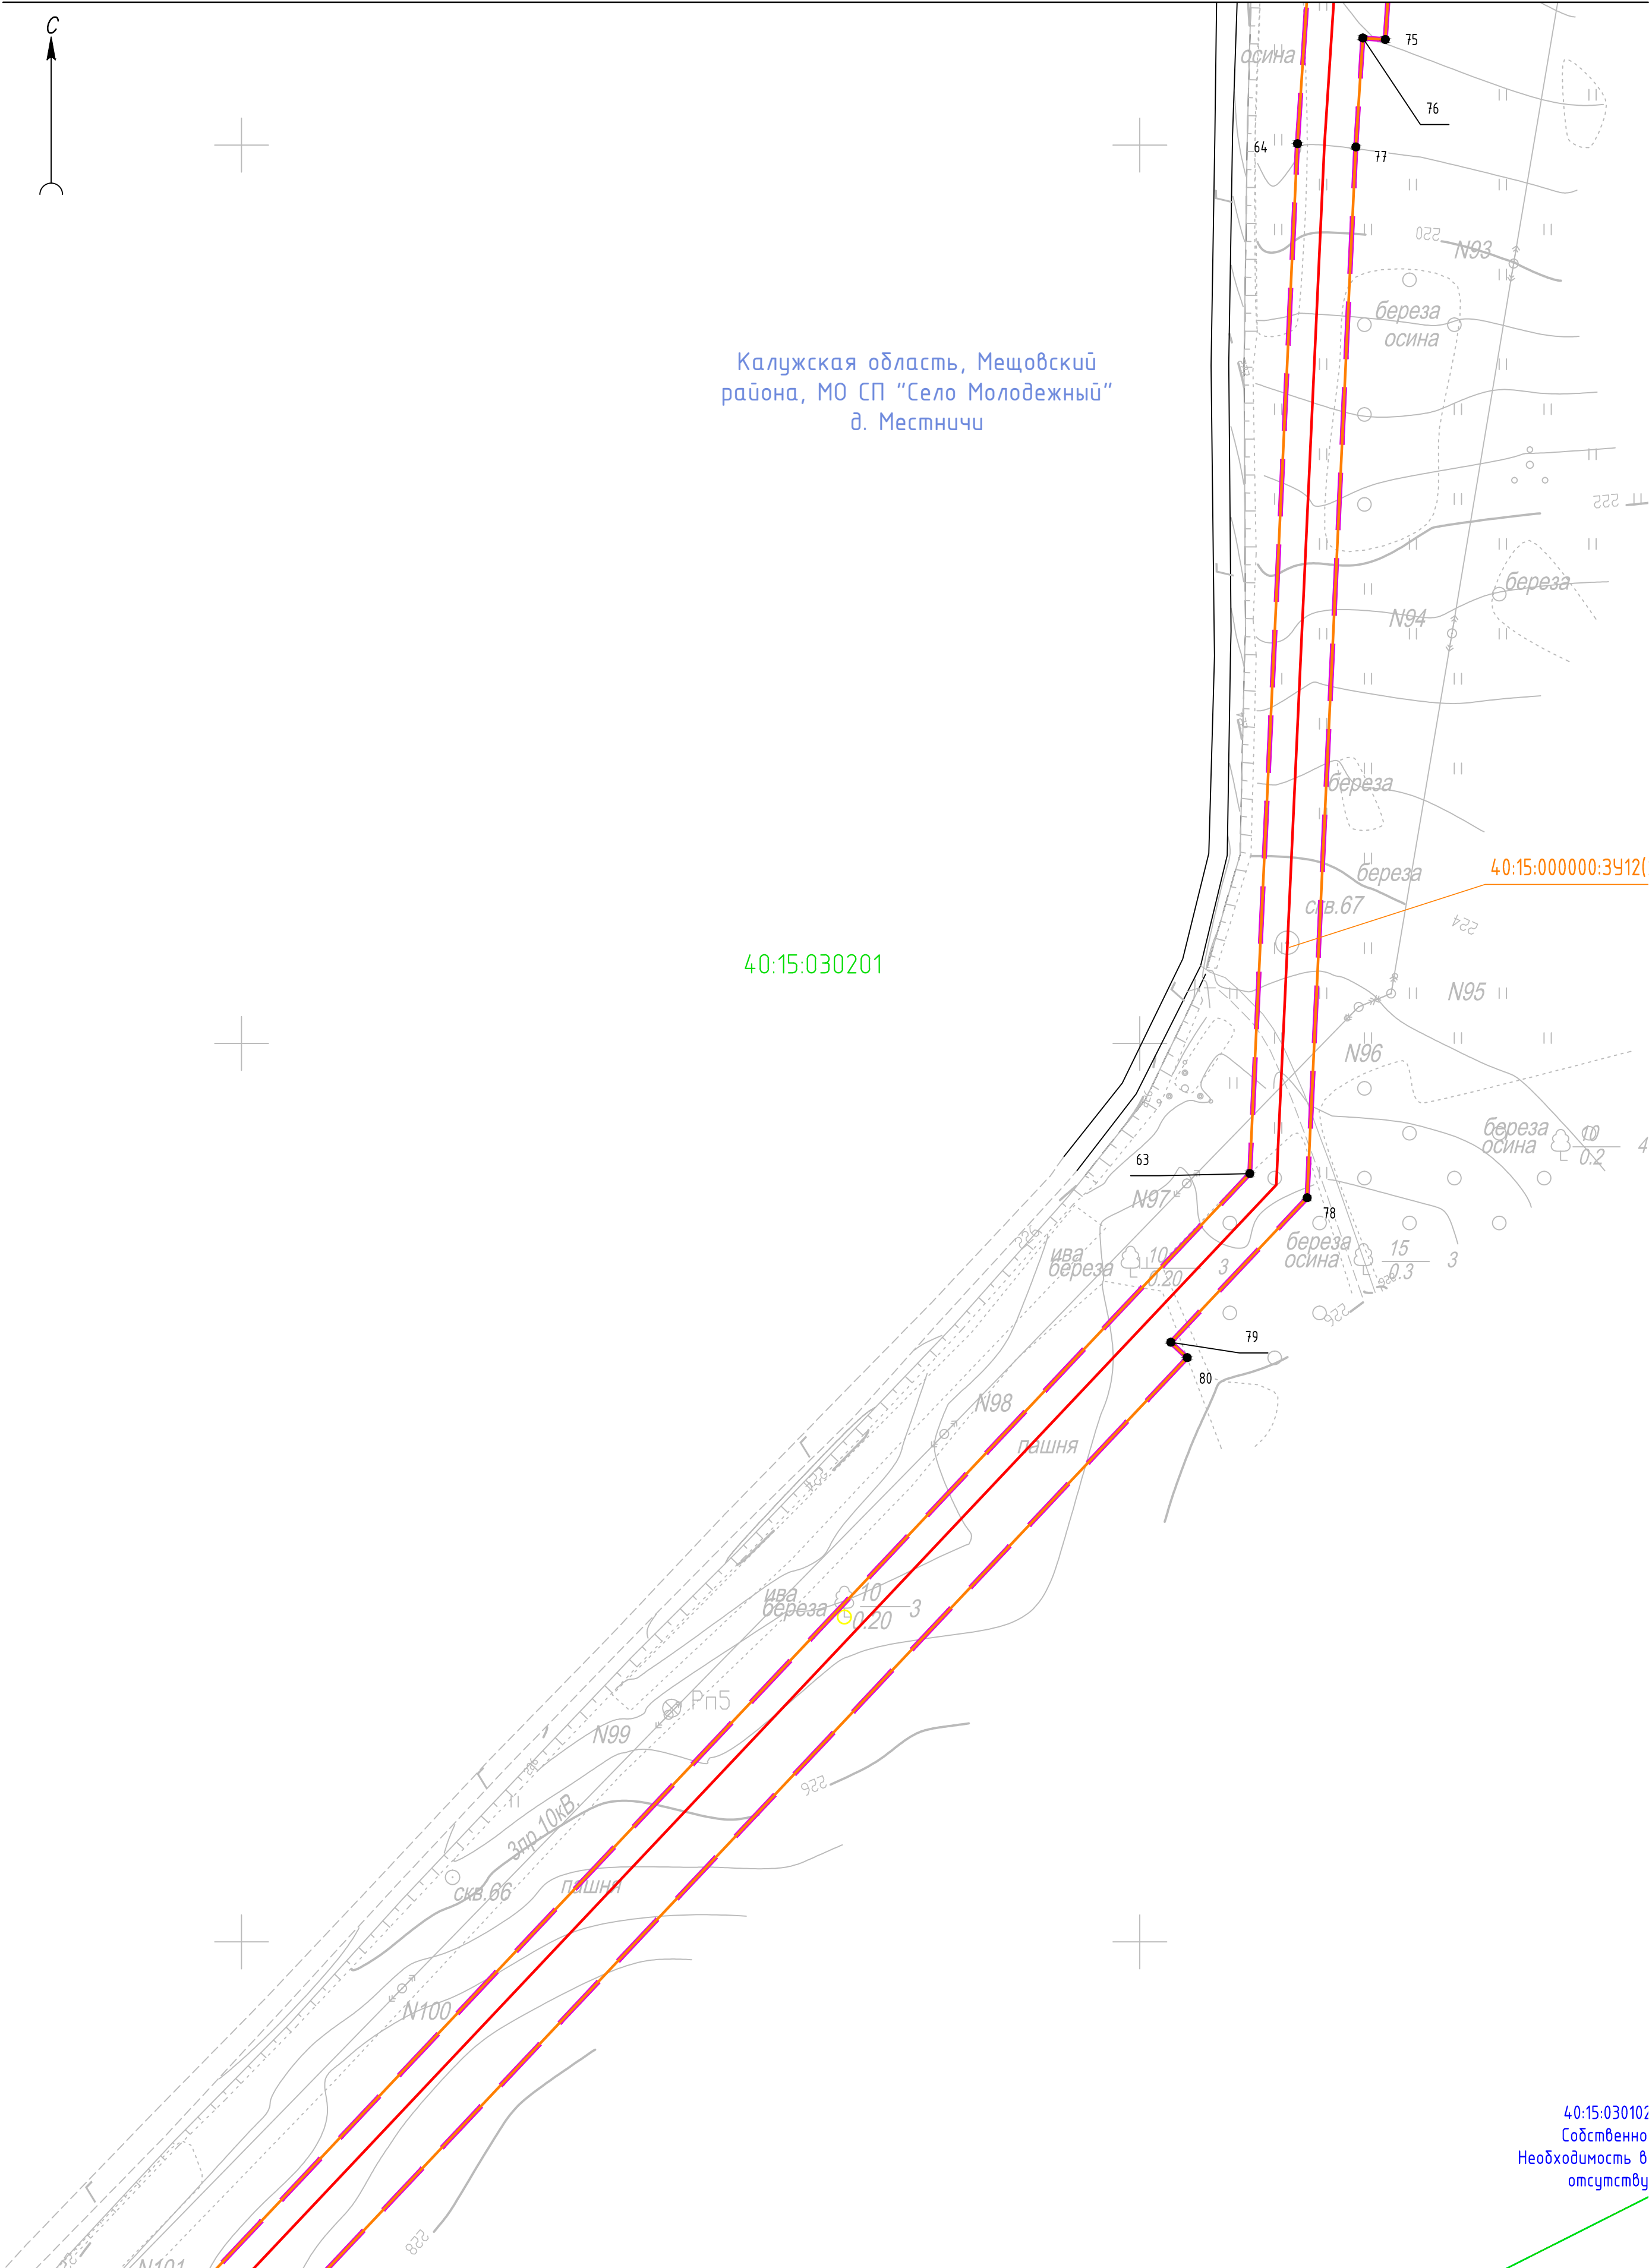 С
осина
75
76
64
77
220
N93
береза
осина
Калужская область, Мещовский
района, МО СП "Село Молодежный"
д. Местничи
222
береза
N94
береза
40:15:000000:ЗУ12(
береза
скв.67
224
40:15:030201
N95
N96
береза
осина
10
0.2
4
63
N97
78
ива
береза
10
0.20
3
береза
осина
15
0.3
3
226
79
80
N98
пашня
224
ива
береза
10
0.20
3
Рп5
N99
226
3пр.10кВ.
скв.66
пашня
N100
40:15:030102
Собственно
Необходимость в
отсутству
228
N101